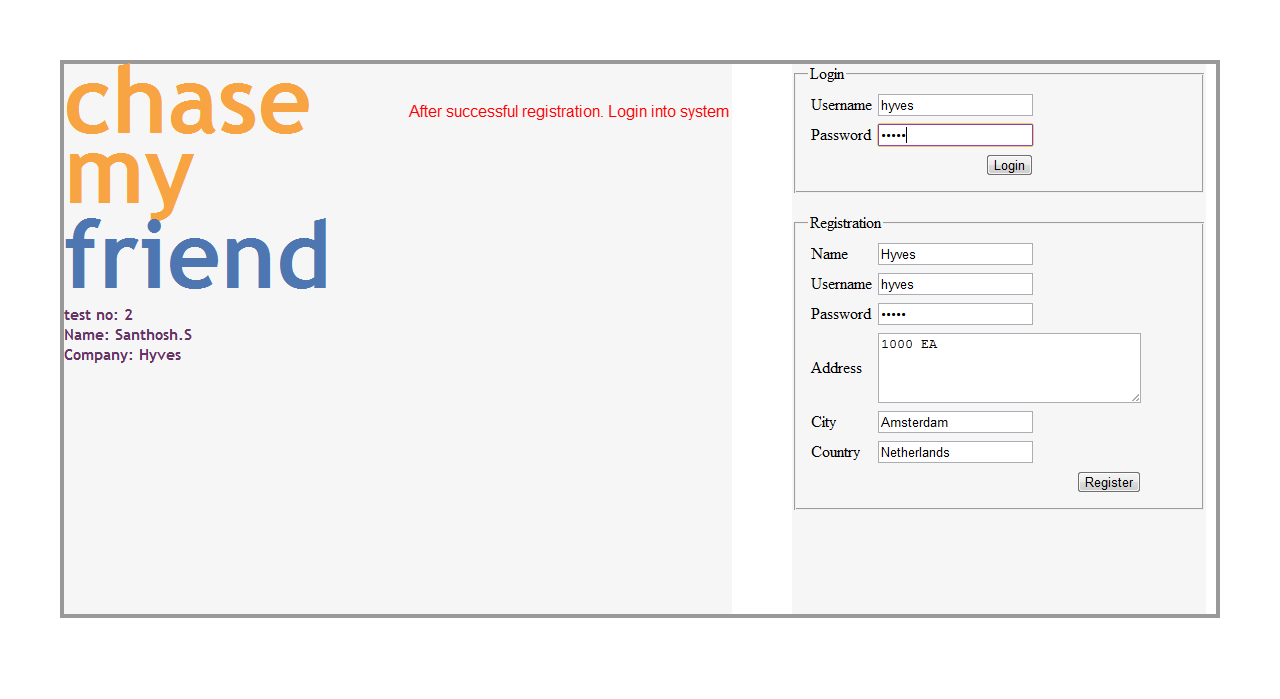 chase
my
friend
test no: 2
Name: Santhosh.S
Company: Hyves
After successful registration. Login into system
Login
Username hyves
Password •••••
Login
Registration
Name Hyves
Username hyves
Password •••••
Address 1000 EA
City Amsterdam
Country Netherlands
Register